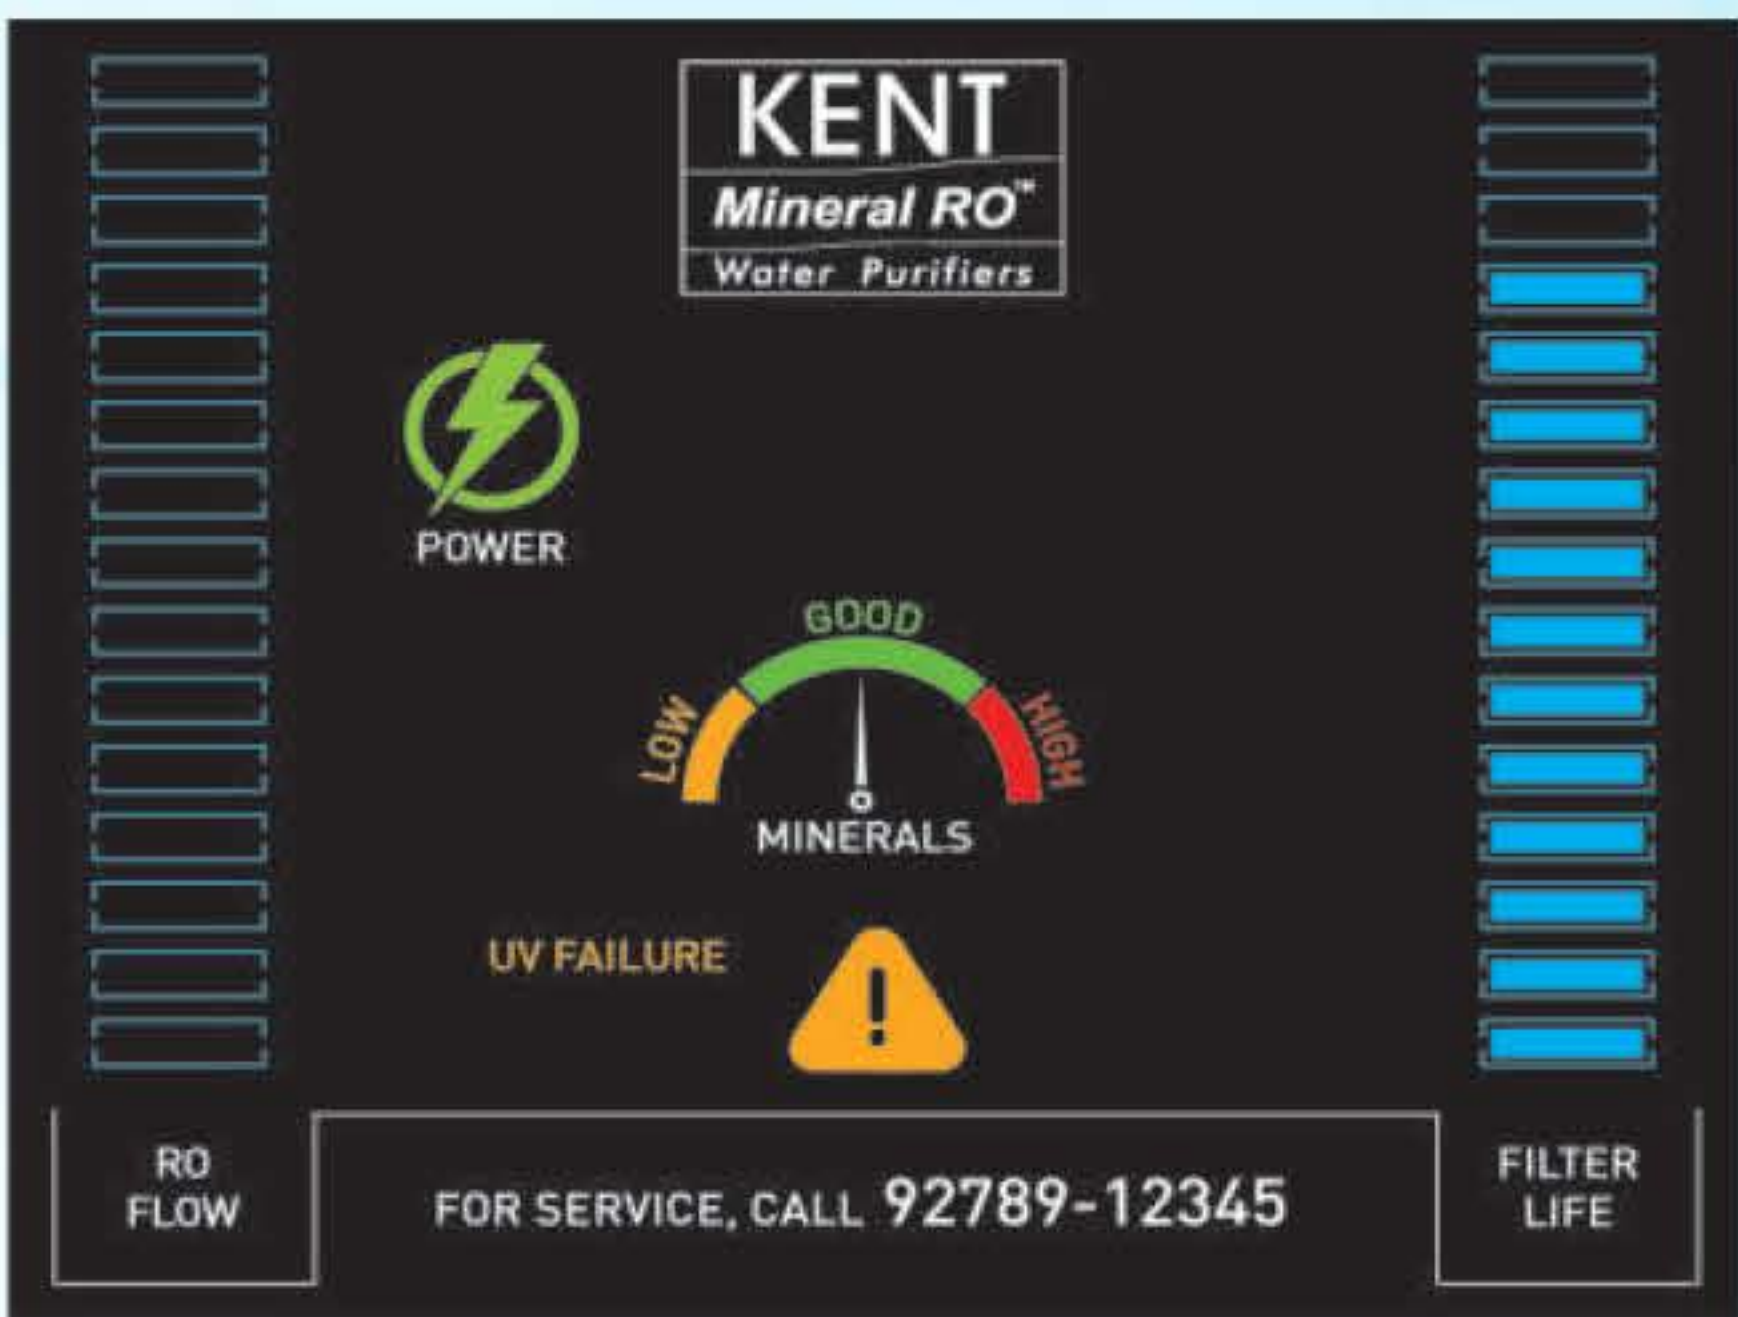 KENT
Mineral RO™
Water Purifiers
POWER
GOOD
LOW
HIGH
MINERALS
UV FAILURE
!
RO
FLOW
FOR SERVICE, CALL 92789-12345
FILTER
LIFE